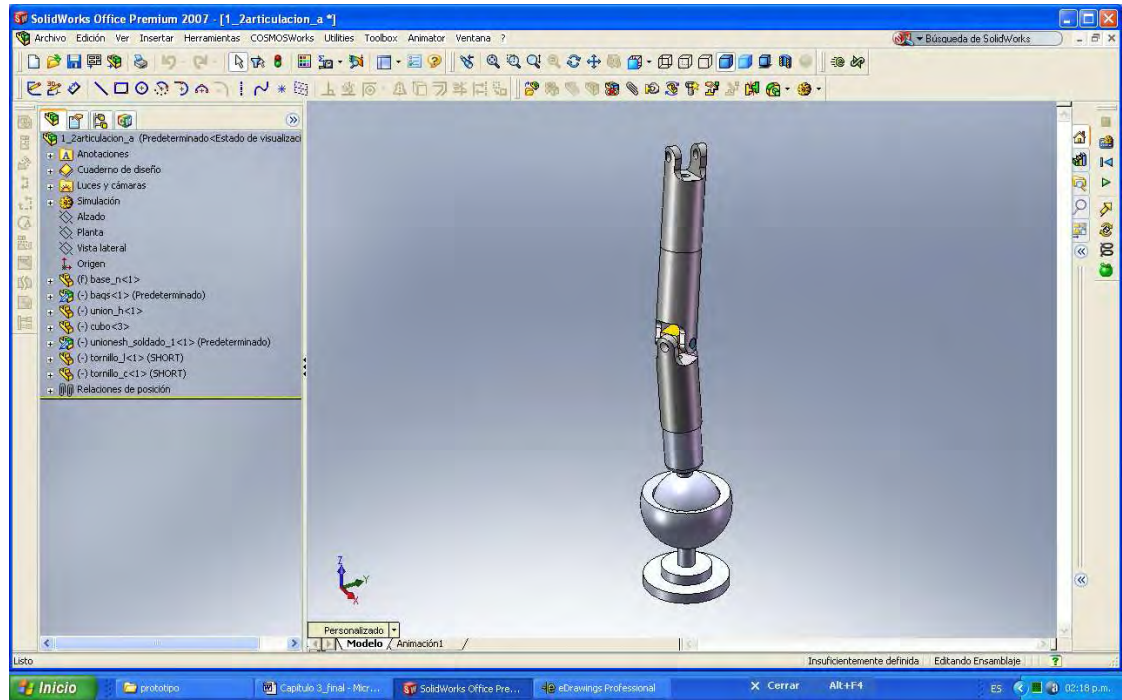 SolidWorks Office Premium 2007 - [1_2articulacion_a *]
Archivo Edición Ver Insertar Herramientas COSMOSWorks Utilities Toolbox Animator Ventana ?
Búsqueda de SolidWorks
1_2articulacion_a (Predeterminado<Estado de visualizaci
Anotaciones
Cuaderno de diseño
Luces y cámaras
Simulación
Alzado
Planta
Vista lateral
Origen
(f) base_n<1>
(-) baqs<1> (Predeterminado)
(-) union_h<1>
(-) cubo<3>
(-) unionesh_soldado_1<1> (Predeterminado)
(-) tornillo_l<1> (SHORT)
(-) tornillo_c<1> (SHORT)
Relaciones de posición
Z
Y
X
Personalizado
Modelo Animación1
Listo
Insuficientemente definida Editando Ensamblaje
Inicio
prototipo
Capitulo 3_final - Micr...
SolidWorks Office Pre...
eDrawings Professional
X Cerrar Alt+F4
ES
02:18 p.m.